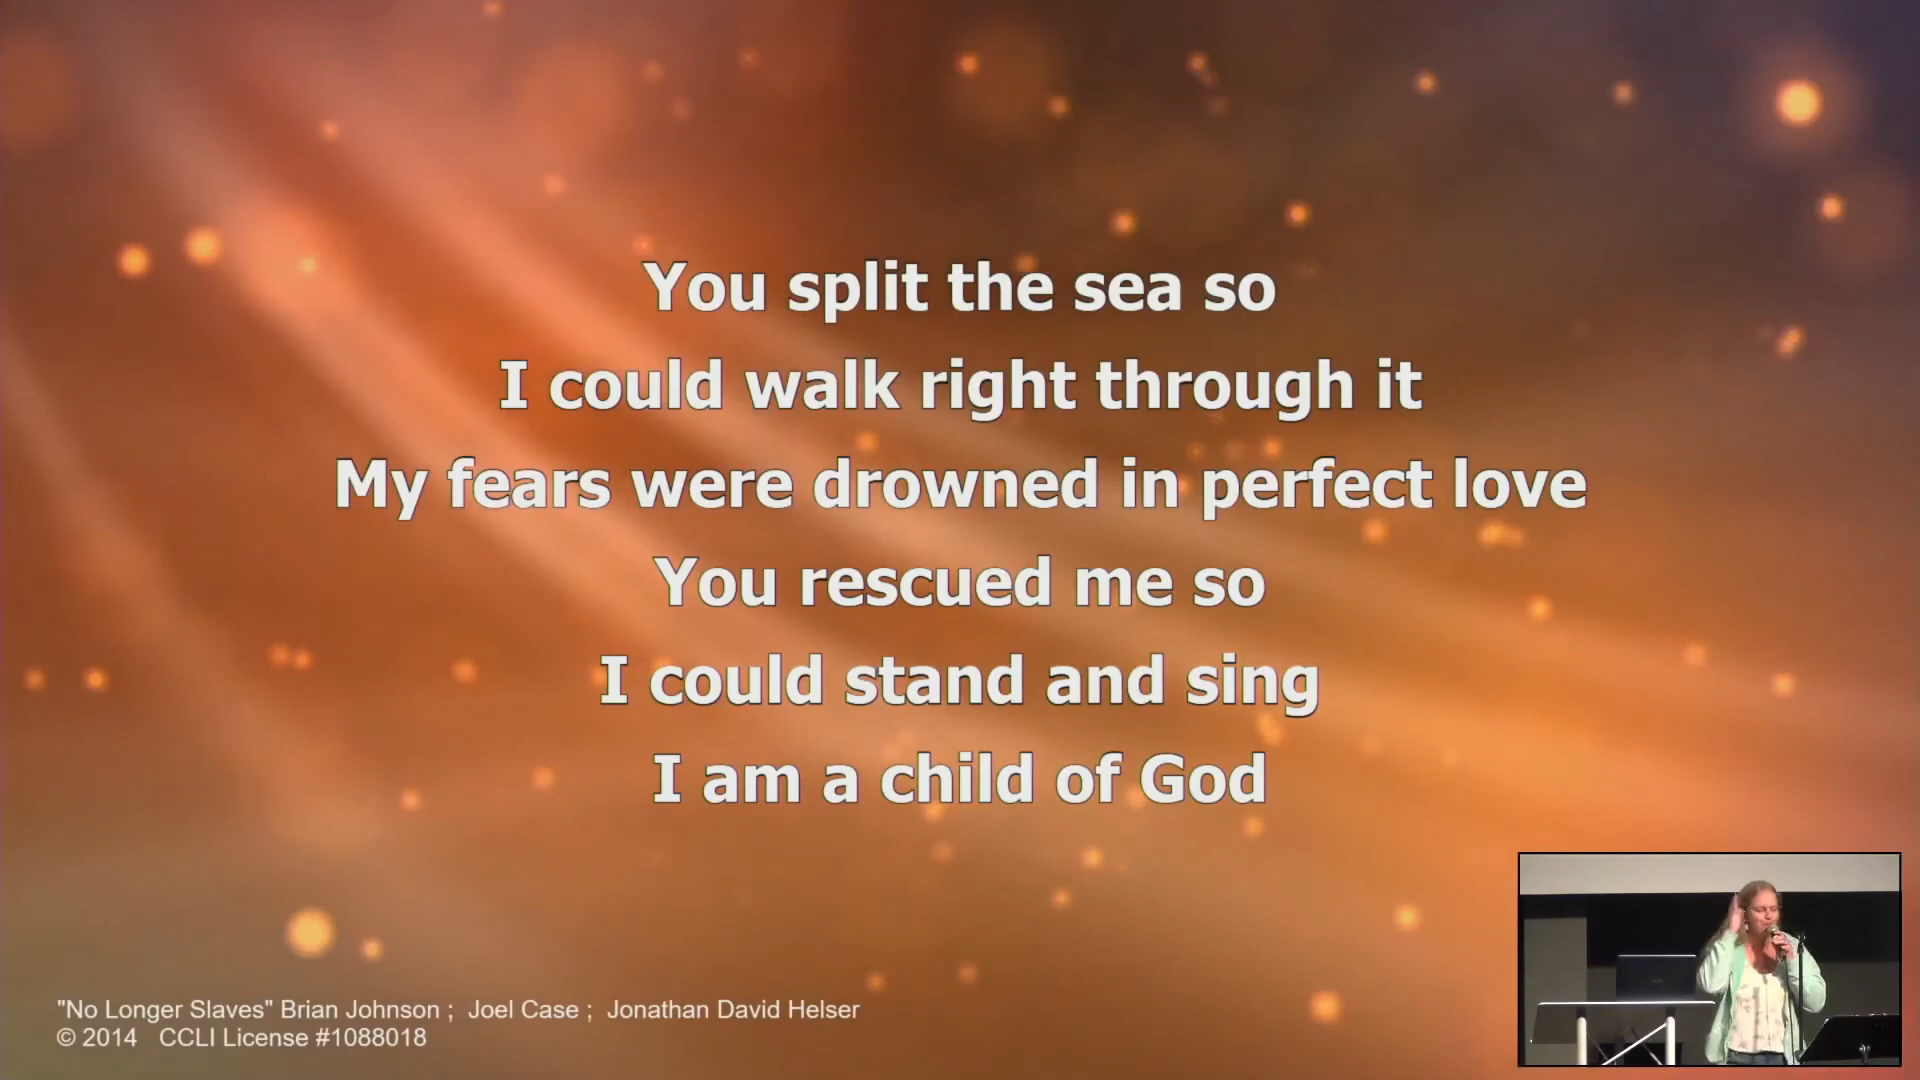 You split the sea so
I could walk right through it
My fears were drowned in perfect love
You rescued me so
I could stand and sing
I am a child of God
"No Longer Slaves" Brian Johnson ;  Joel Case ;  Jonathan David Helser
© 2014   CCLI License #1088018